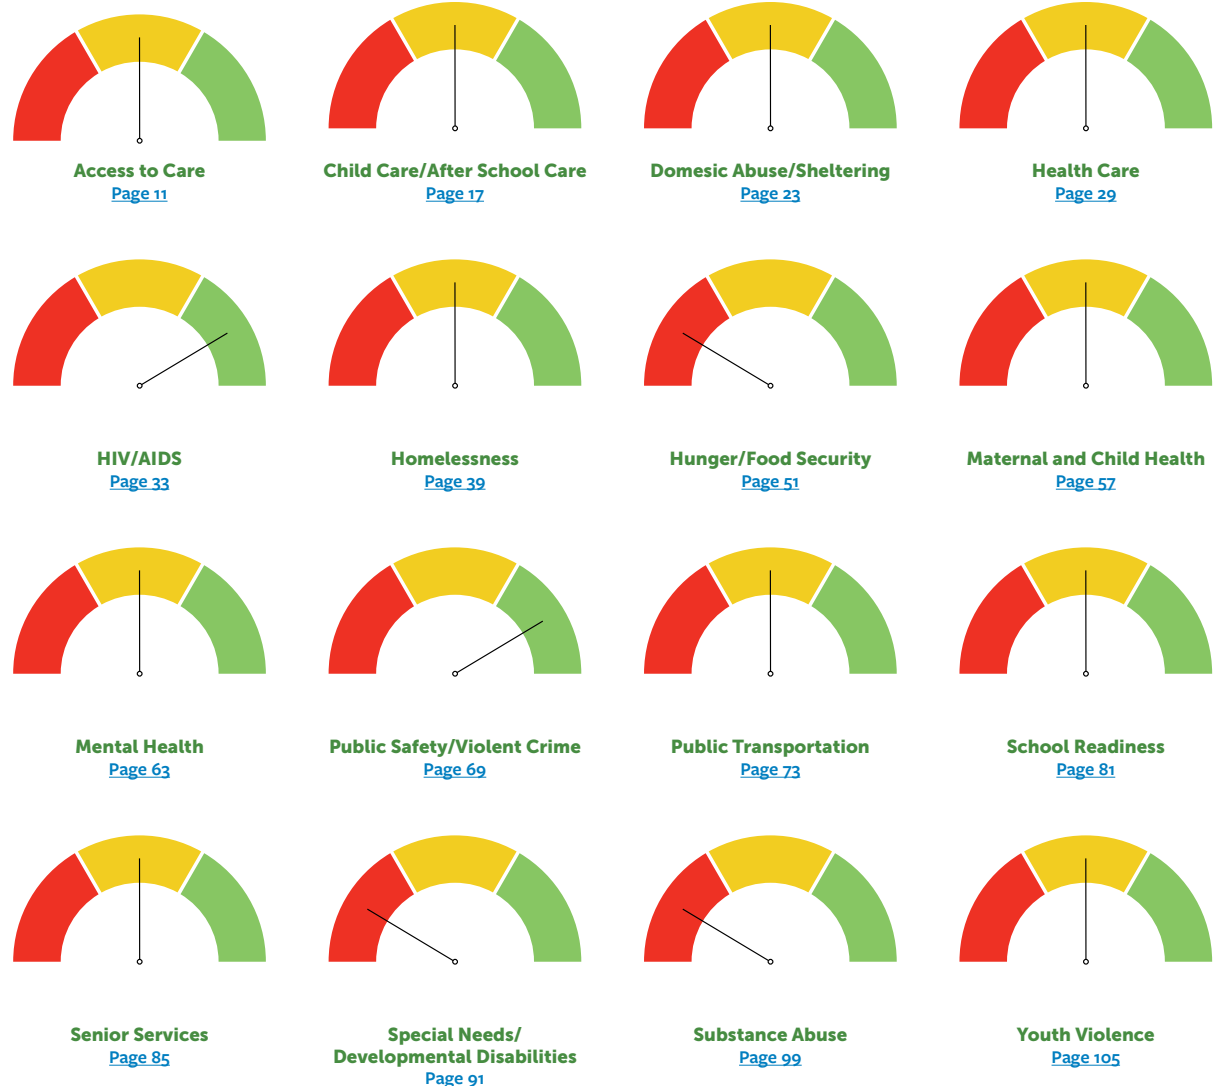 Access to Care
Page 11
Child Care/After School Care
Page 17
Domesic Abuse/Sheltering
Page 23
Health Care
Page 29
HIV/AIDS
Page 33
Homelessness
Page 39
Hunger/Food Security
Page 51
Maternal and Child Health
Page 57
Mental Health
Page 63
Public Safety/Violent Crime
Page 69
Public Transportation
Page 73
School Readiness
Page 81
Senior Services
Page 85
Special Needs/
Developmental Disabilities
Page 91
Substance Abuse
Page 99
Youth Violence
Page 105